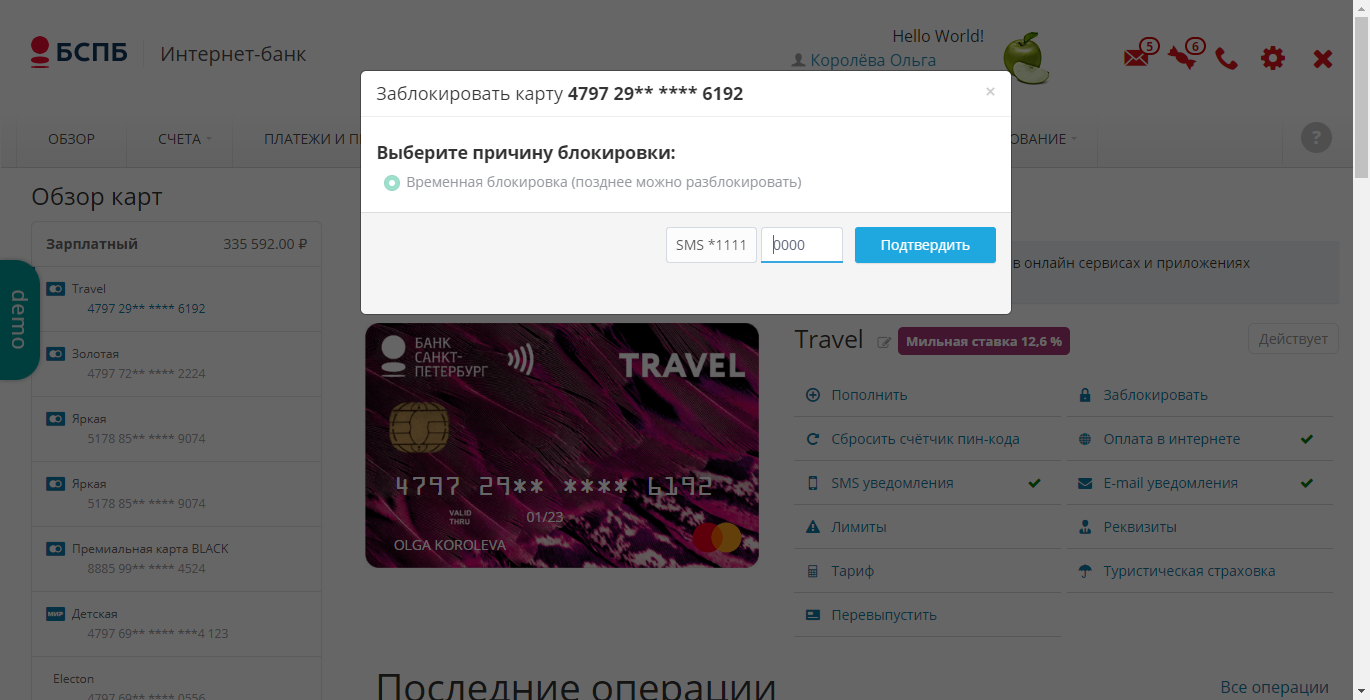 БСПБ
Интернет-банк
Hello World!
Королёва Ольга
5
6
Заблокировать карту 4797 29** **** 6192
×
Выберите причину блокировки:
Временная блокировка (позднее можно разблокировать)
SMS *1111
0000
Подтвердить
ОБЗОР
СЧЕТА
ПЛАТЕЖИ И П
ОВАНИЕ
?
Обзор карт
Зарплатный 335 592.00 ₽
Travel
4797 29** **** 6192
Золотая
4797 72** **** 2224
Яркая
5178 85** **** 9074
Яркая
5178 85** **** 9074
Премиальная карта BLACK
8885 99** **** 4524
МИР
Детская
4797 69** **** ***4 123
Electon
4797 69** **** 0556
demo
в онлайн сервисах и приложениях
БАНК
САНКТ-
ПЕТЕРБУРГ
TRAVEL
4797 29** **** 6192
VALID
THRU
01/23
OLGA KOROLEVA
Travel
Мильная ставка 12,6 %
Действует
Пополнить
Заблокировать
Сбросить счётчик пин-кода
Оплата в интернете
SMS уведомления
E-mail уведомления
Лимиты
Реквизиты
Тариф
Туристическая страховка
Перевыпустить
Последние операции
Все операции